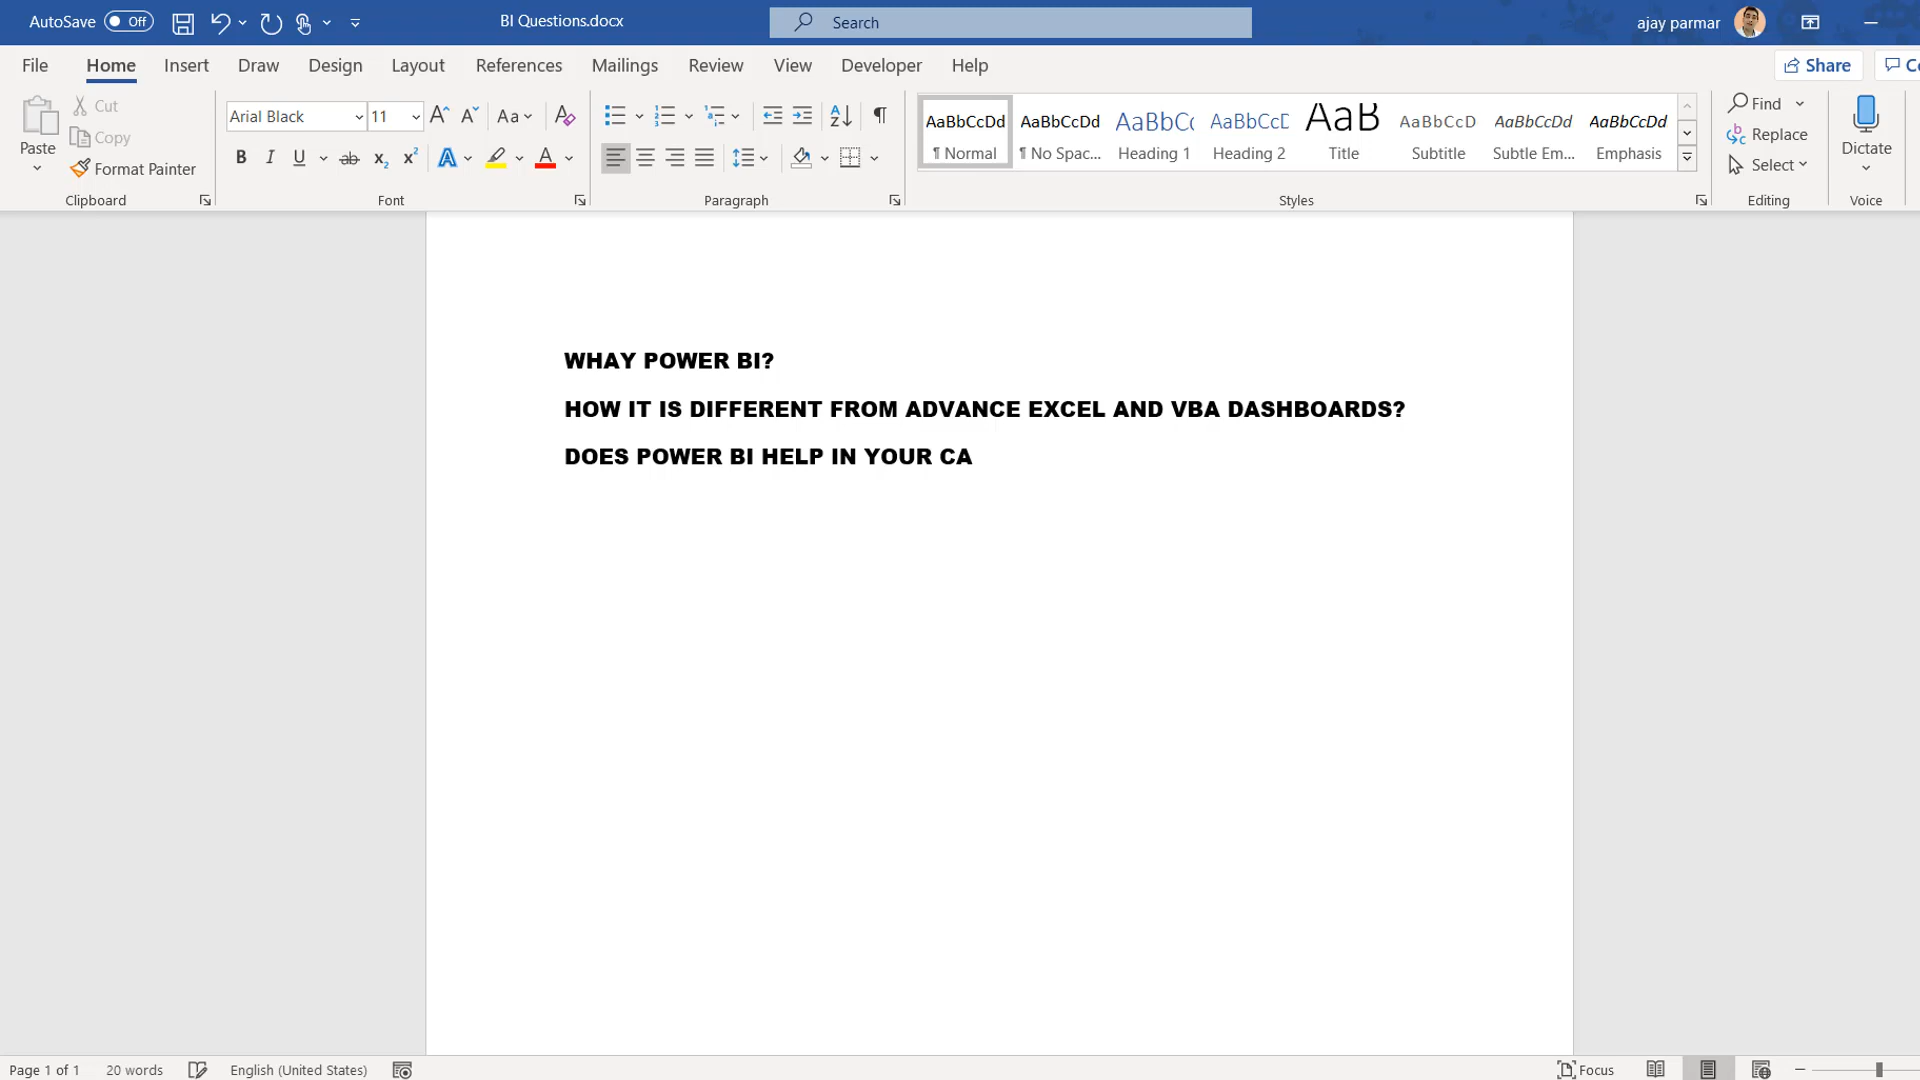 AutoSave Off BI Questions.docx Search ajay parmar
File Home Insert Draw Design Layout References Mailings Review View Developer Help Share Co
Paste Cut Copy Format Painter Clipboard
Arial Black 11 Font
Paragraph
AaBbCcDd AaBbCcDd AaBbCc AaBbCcD AaB AaBbCcD AaBbCcDd AaBbCcDd
¶ Normal ¶ No Spac... Heading 1 Heading 2 Title Subtitle Subtle Em... Emphasis
Styles
Find Replace Select Editing
Dictate Voice
WHAY POWER BI?
HOW IT IS DIFFERENT FROM ADVANCE EXCEL AND VBA DASHBOARDS?
DOES POWER BI HELP IN YOUR CA
Page 1 of 1 20 words English (United States) Focus